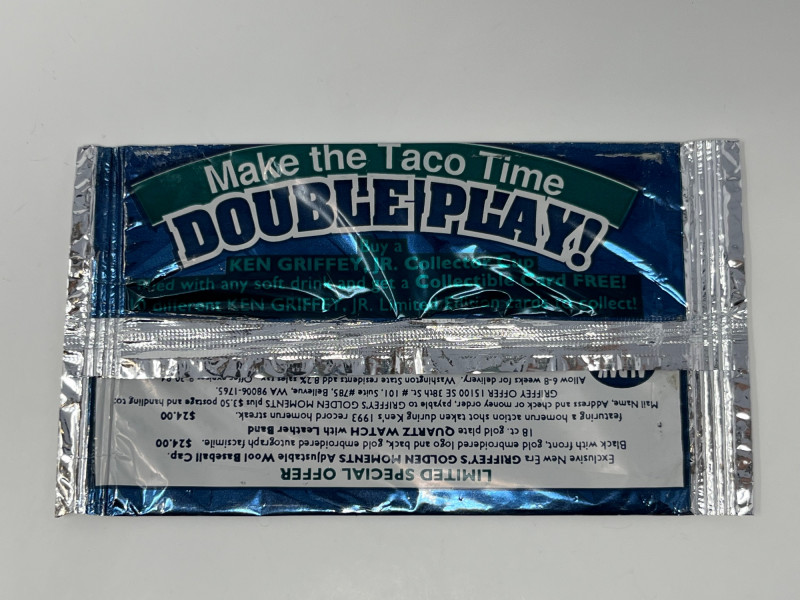 Make the Taco Time
DOUBLE PLAY!
Buy a
KEN GRIFFEY JR. Collector Cup
with any soft drink and get a Collectible Card FREE!
different KEN GRIFFEY JR. Limited Edition to collect!
LIMITED SPECIAL OFFER
Exclusive New Era GRIFFEY'S GOLDEN MOMENTS Adjustable Wool Baseball Cap.
Black with front, gold embroidered logo and back, gold embroidered autograph facsimile. $24.00
18 ct. gold plate QUARTZ WATCH with Leather Band
featuring a homerun action shot taken during Ken's 1993 record homerun streak. $24.00
Mail Name, Address and check or money order, payable to GRIFFEY'S GOLDEN MOMENTS plus $3.50 postage and handling to:
GRIFFEY OFFER 15100 SE 38th St. # 101, Suite #785, Bellevue, WA. 98006-1765.
Allow 6-8 weeks for delivery. Washington State residents add 8.2% sales tax.